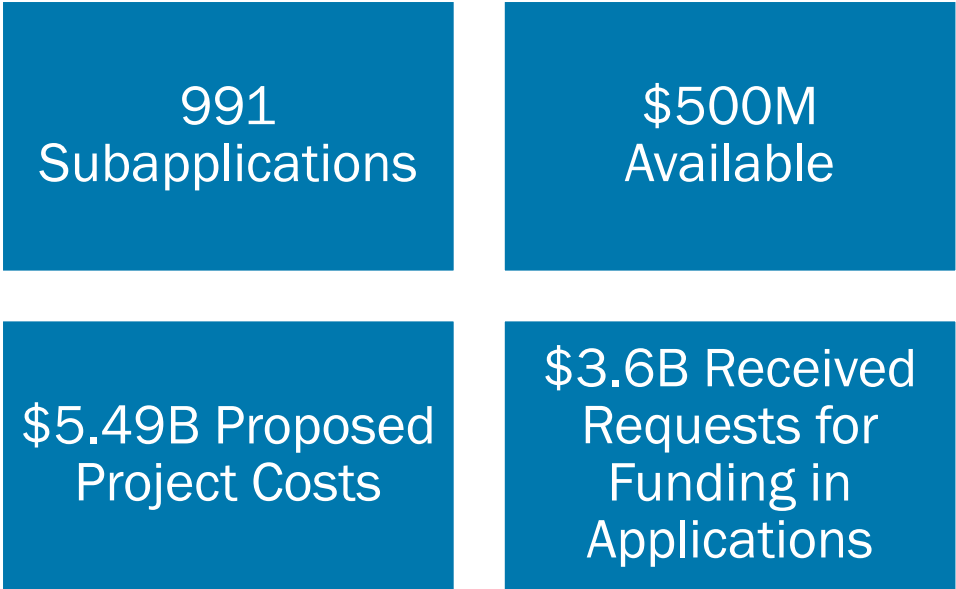 991
Subapplications
$500M
Available
$5.49B Proposed
Project Costs
$3.6B Received
Requests for
Funding in
Applications